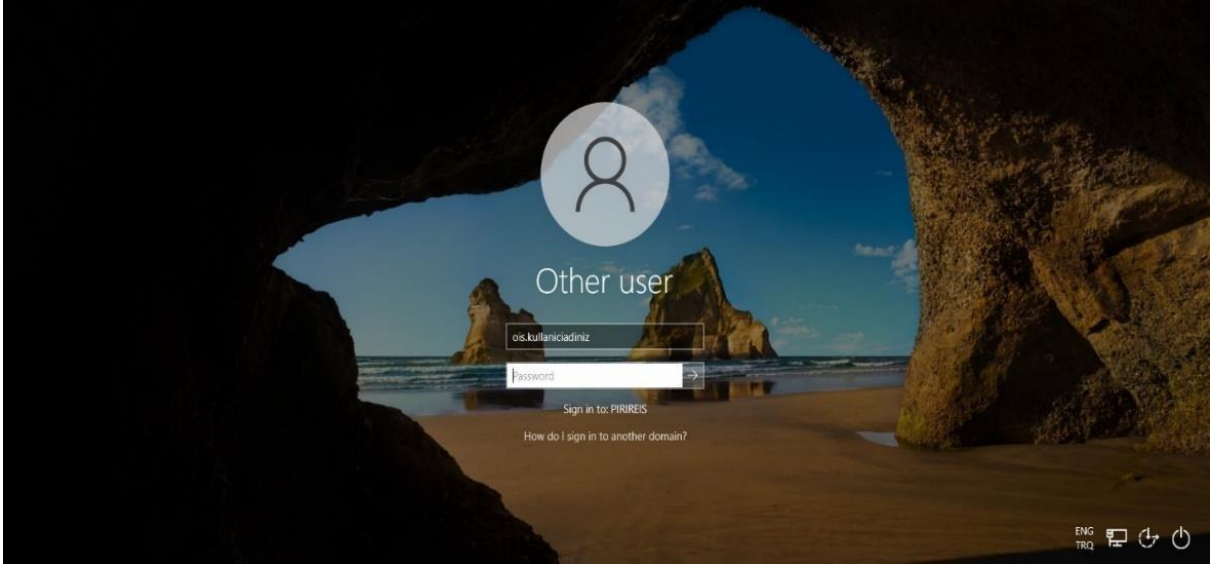 Other user
ois.kullaniciadiniz
Password
Sign in to: PIRIREIS
How do I sign in to another domain?
ENG
TRQ